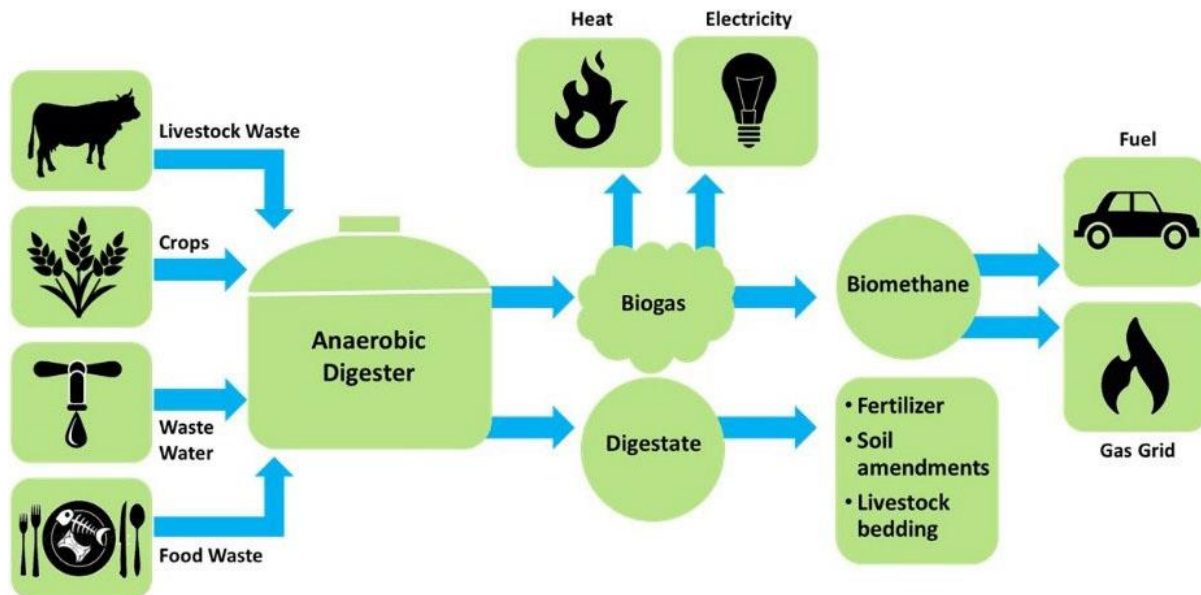 Heat
Electricity
Livestock Waste
Crops
Waste
Water
Food Waste
Anaerobic
Digester
Biogas
Digestate
Biomethane
• Fertilizer
• Soil
amendments
• Livestock
bedding
Fuel
Gas Grid